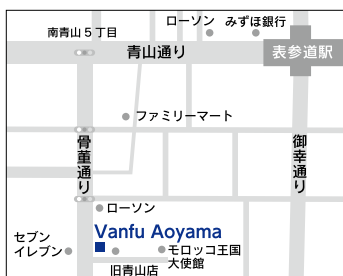 ローソン
みずほ銀行
南青山5丁目
青山通り
表参道駅
ファミリーマート
骨董通り
御幸通り
ローソン
Vanfu Aoyama
セブン
イレブン
モロッコ王国
大使館
旧青山店